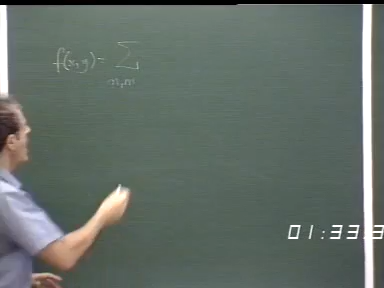 f(x,y) = Σ
n,m
01:33:3